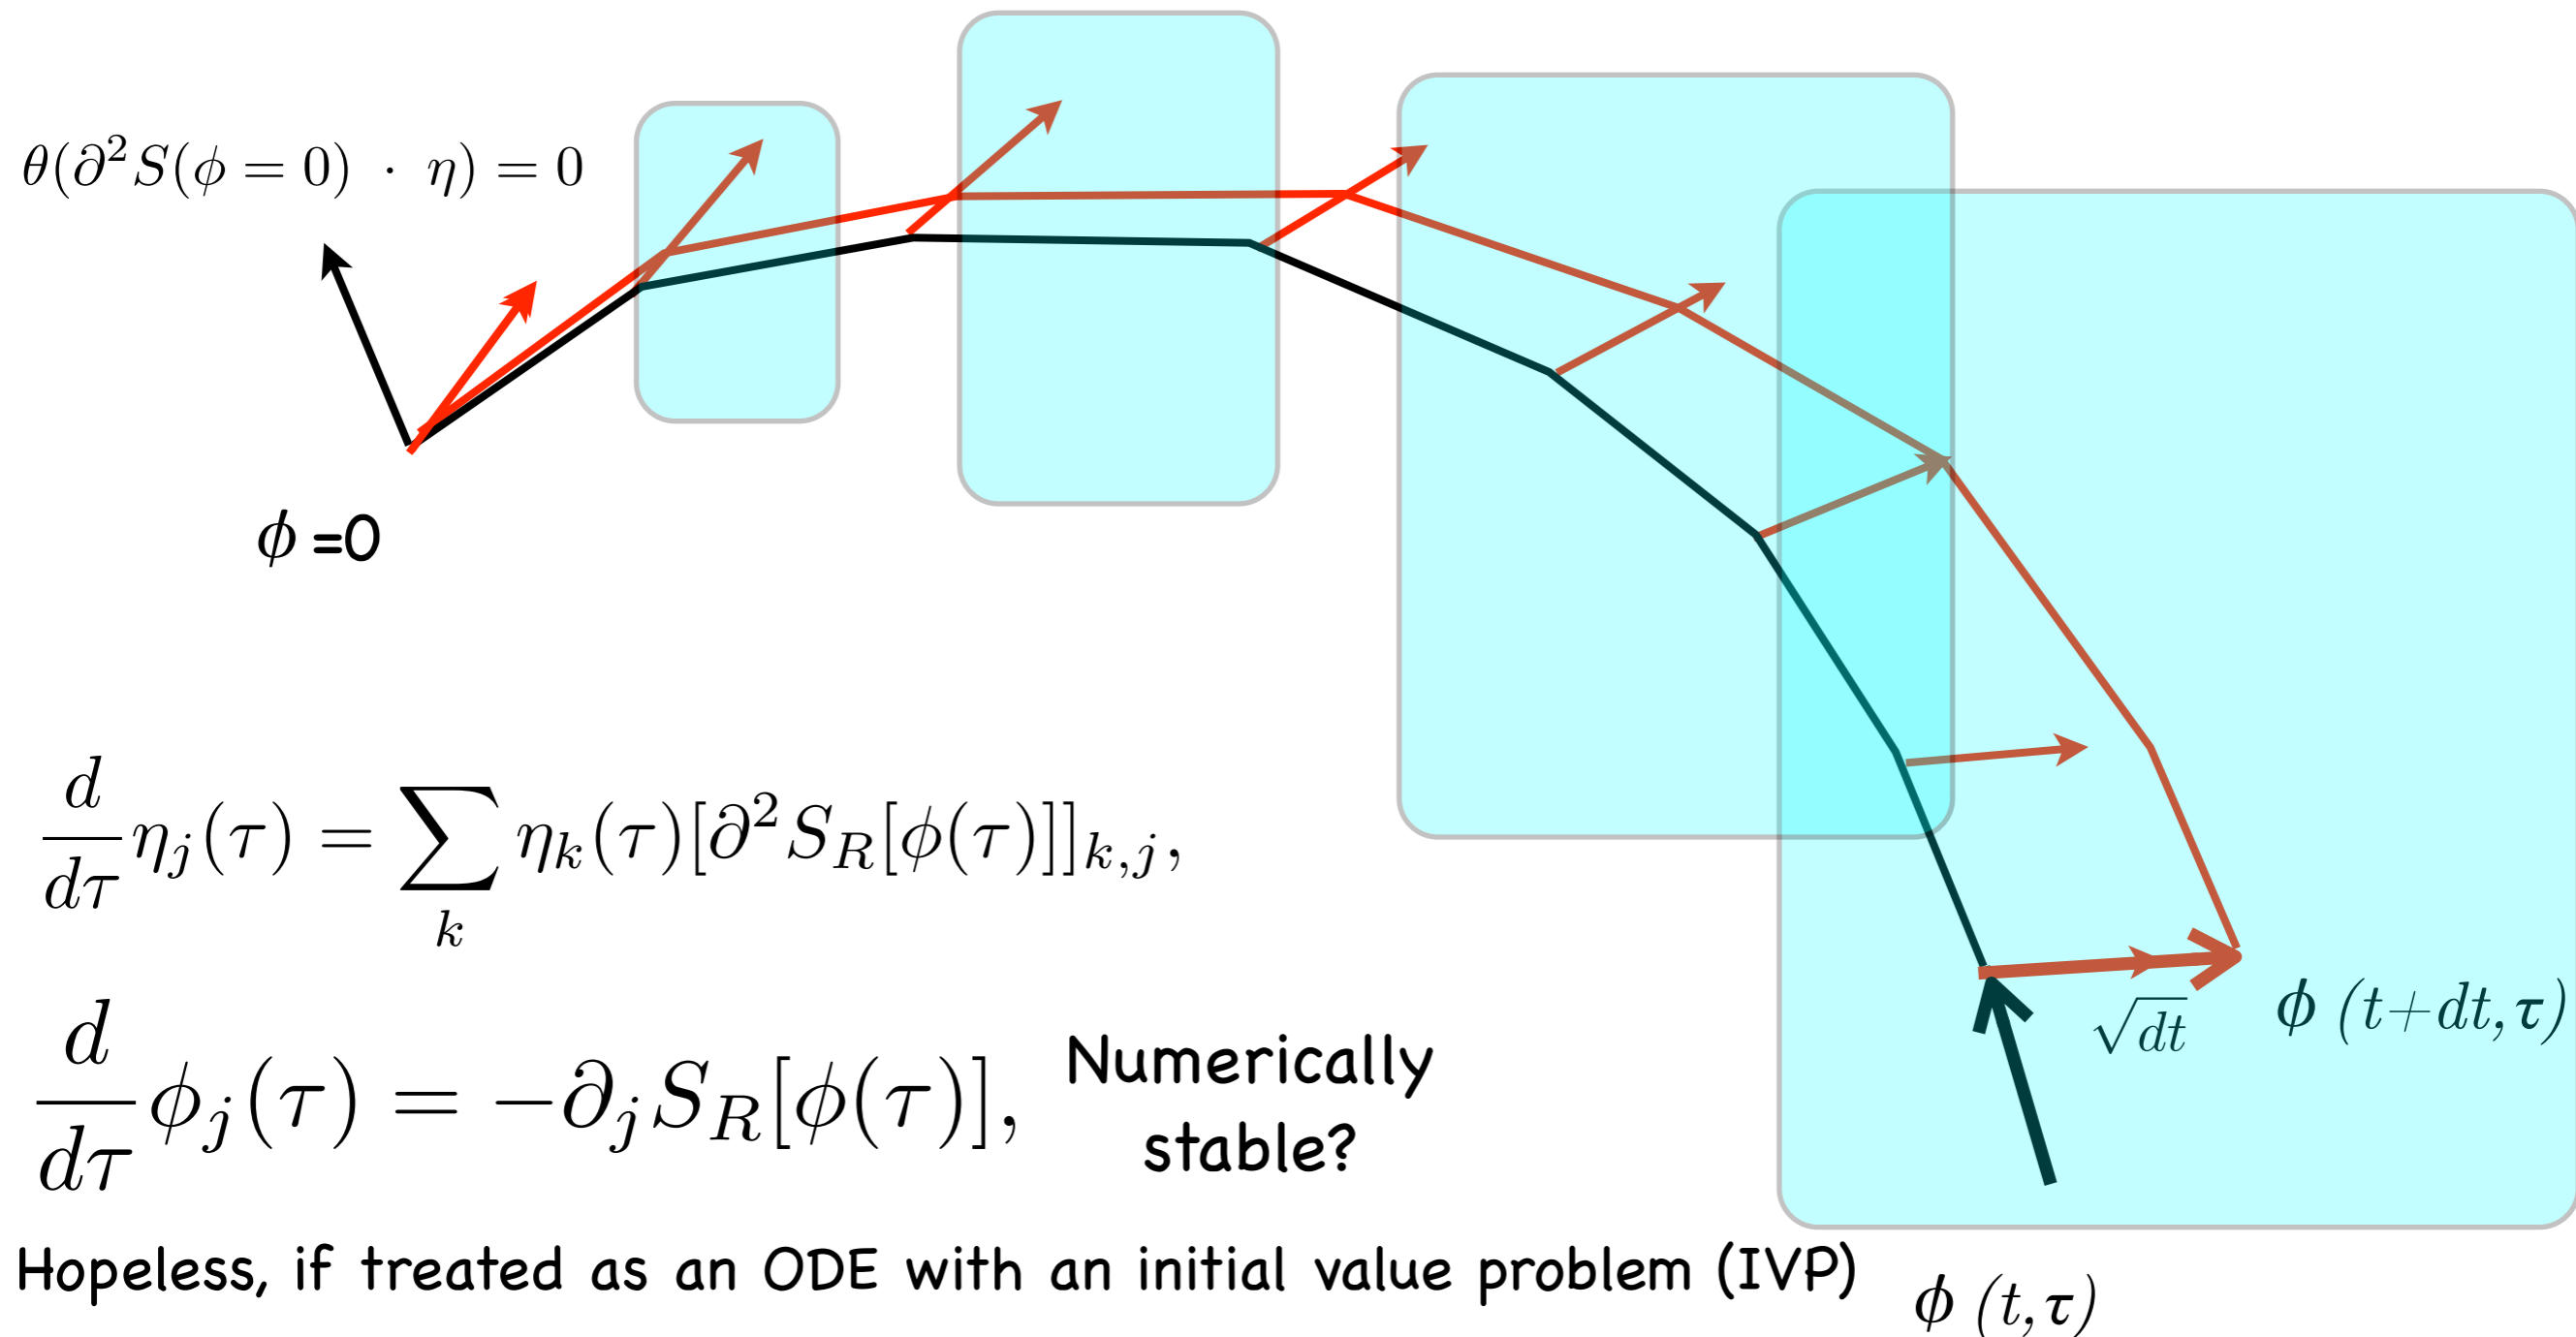 θ(∂²S(ϕ = 0) · η) = 0
ϕ =0
d/dτ η_j(τ) = ∑_k η_k(τ)[∂²S_R[ϕ(τ)]]_{k,j},
d/dτ ϕ_j(τ) = −∂_j S_R[ϕ(τ)],
Numerically
stable?
√dt
ϕ (t+dt,τ)
Hopeless, if treated as an ODE with an initial value problem (IVP)
ϕ (t,τ)